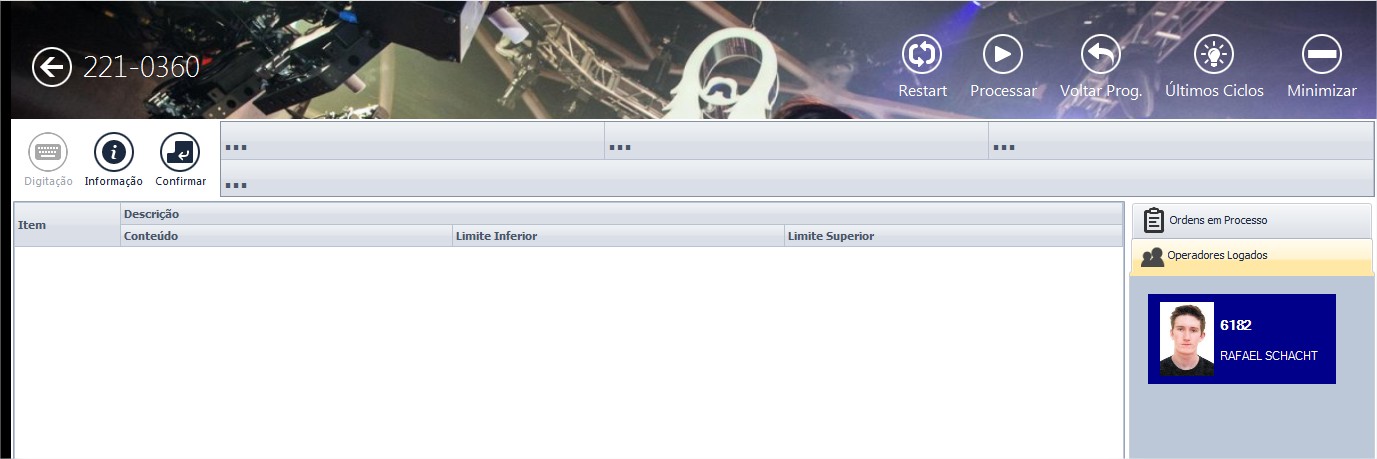 221-0360
Restart
Processar
Voltar Prog.
Últimos Ciclos
Minimizar
Digitação
Informação
Confirmar
...
...
...
...
Item
Descrição
Conteúdo
Limite Inferior
Limite Superior
Ordens em Processo
Operadores Logados
6182
RAFAEL SCHACHT